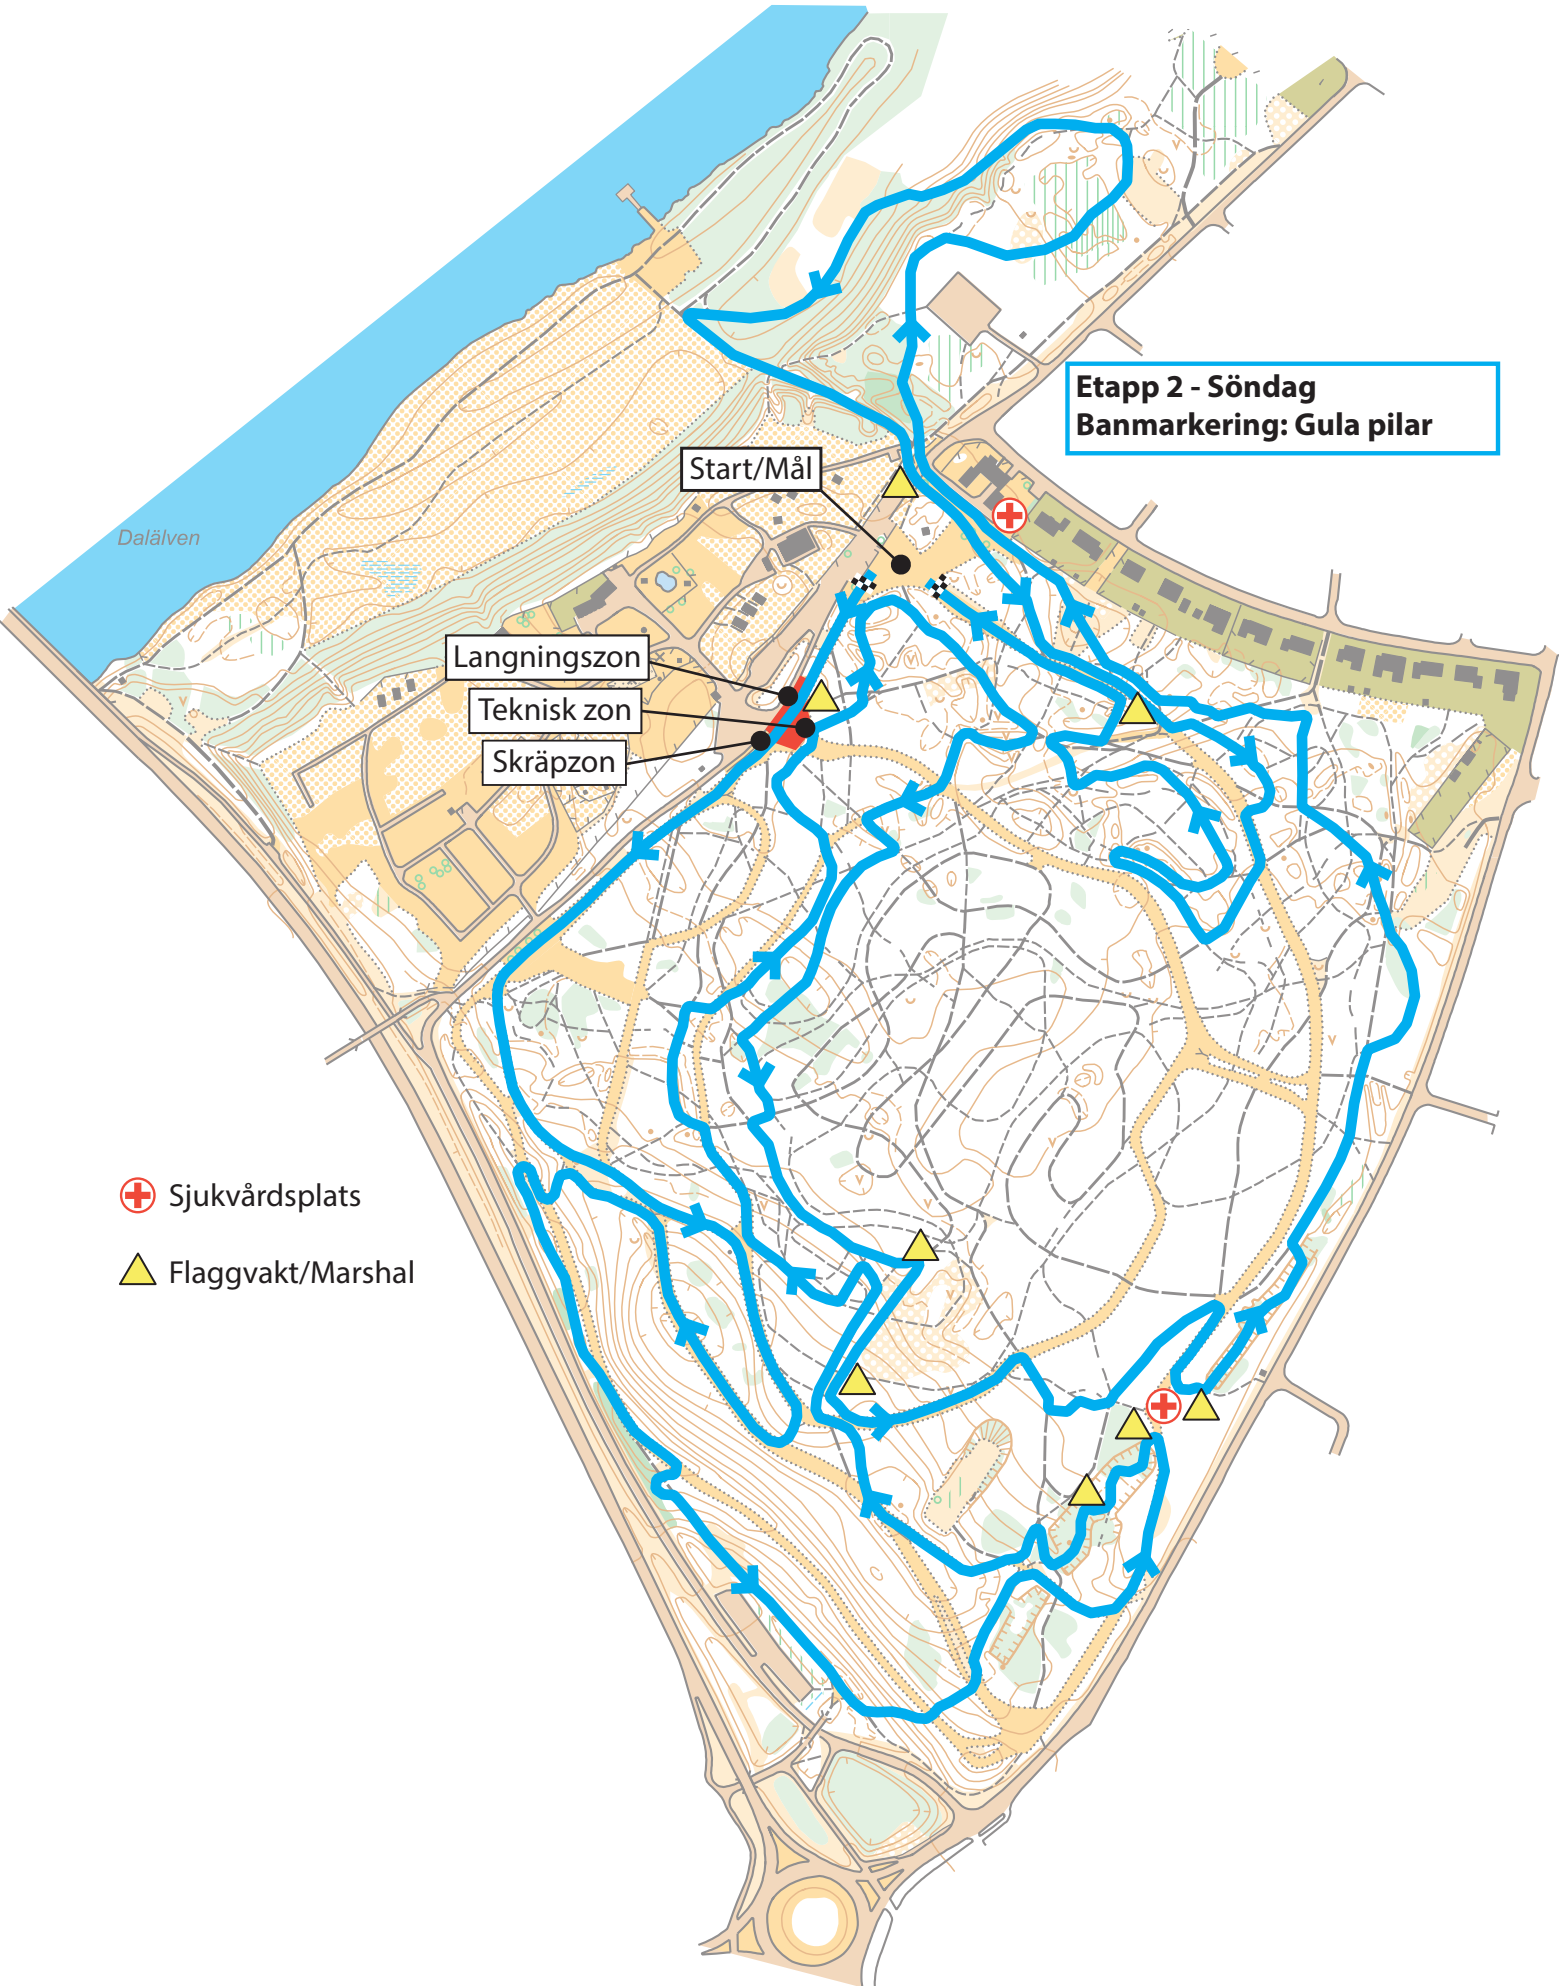 Etapp 2 - Söndag
Banmarkering: Gula pilar
Start/Mål
Dalälven
Langningszon
Teknisk zon
Skräpzon
Sjukvårdsplats
Flaggvakt/Marshal